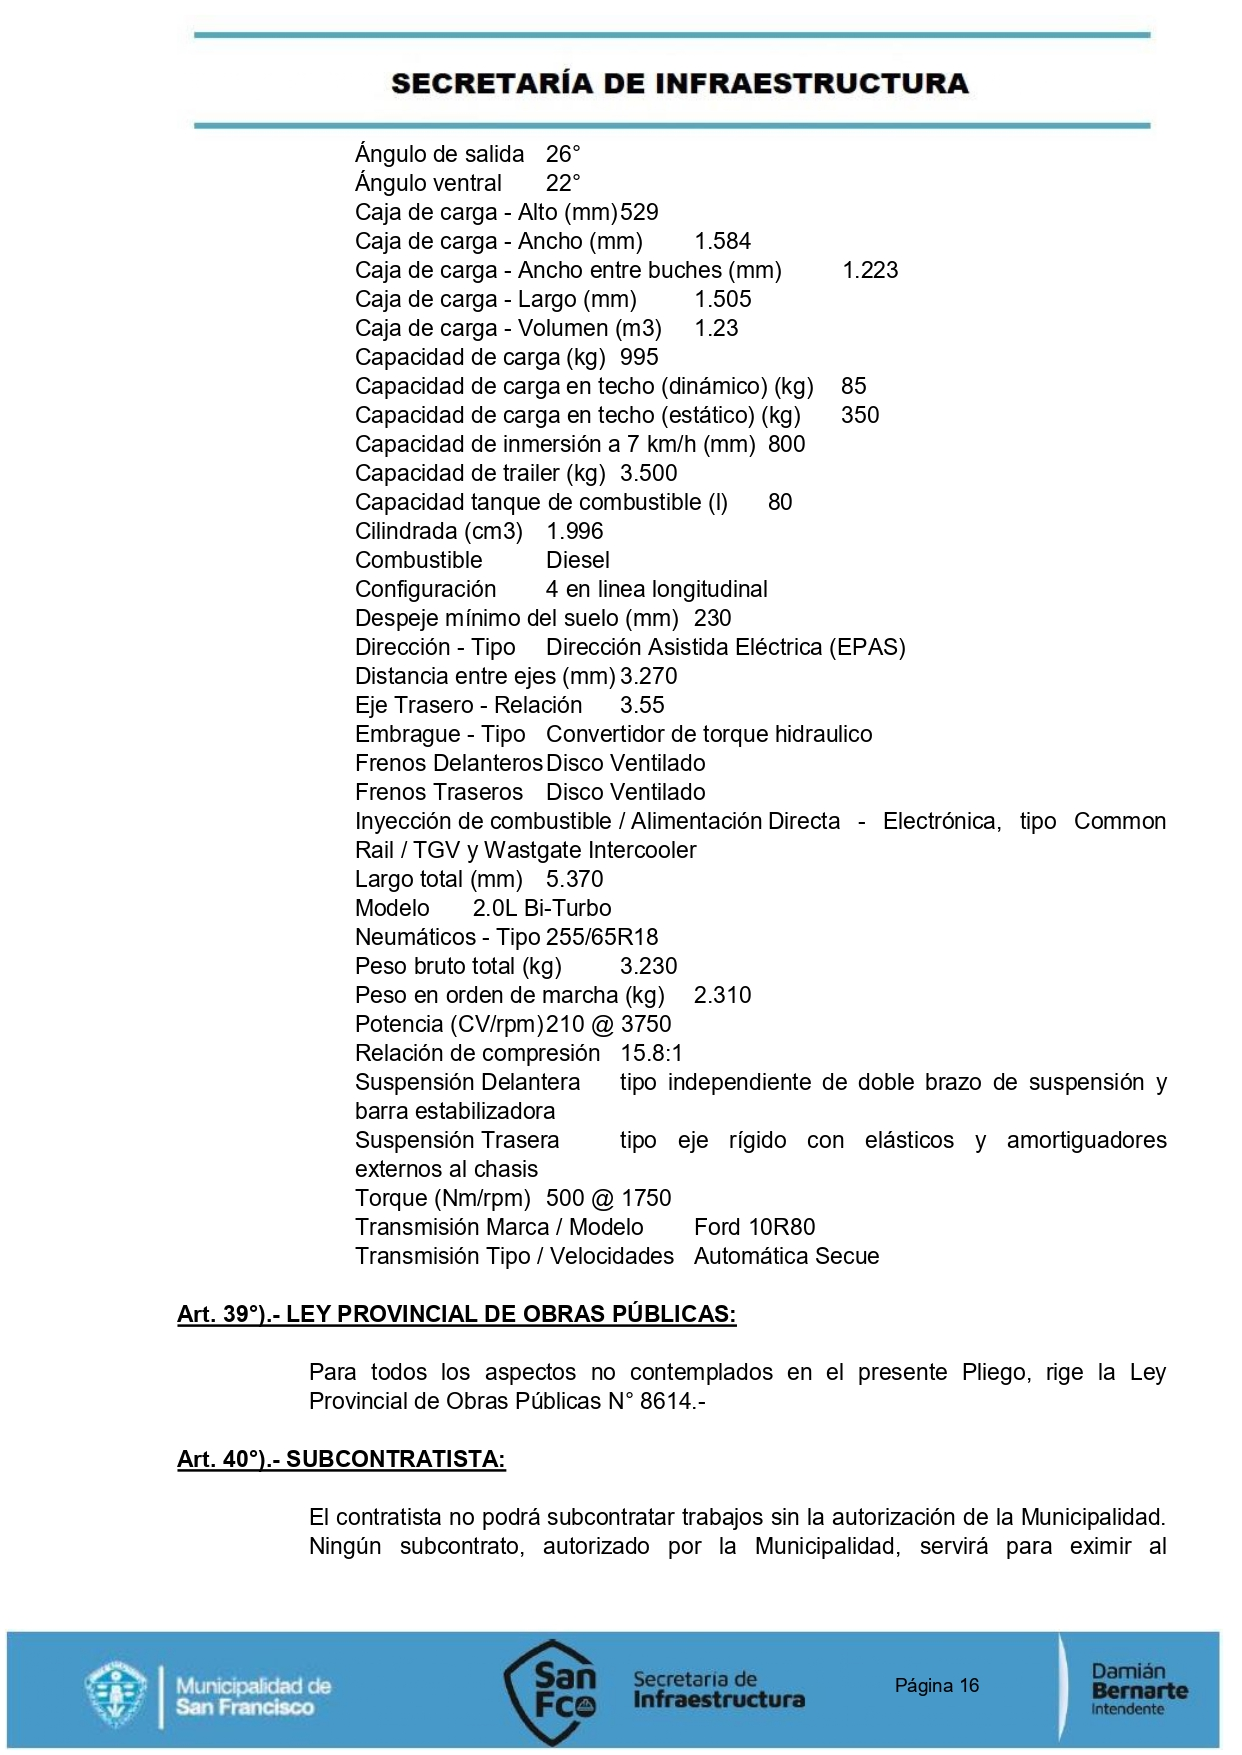 SECRETARÍA DE INFRAESTRUCTURA
Ángulo de salida 26°
Ángulo ventral 22°
Caja de carga - Alto (mm) 529
Caja de carga - Ancho (mm) 1.584
Caja de carga - Ancho entre buches (mm) 1.223
Caja de carga - Largo (mm) 1.505
Caja de carga - Volumen (m3) 1.23
Capacidad de carga (kg) 995
Capacidad de carga en techo (dinámico) (kg) 85
Capacidad de carga en techo (estático) (kg) 350
Capacidad de inmersión a 7 km/h (mm) 800
Capacidad de trailer (kg) 3.500
Capacidad tanque de combustible (l) 80
Cilindrada (cm3) 1.996
Combustible Diesel
Configuración 4 en linea longitudinal
Despeje mínimo del suelo (mm) 230
Dirección - Tipo Dirección Asistida Eléctrica (EPAS)
Distancia entre ejes (mm) 3.270
Eje Trasero - Relación 3.55
Embrague - Tipo Convertidor de torque hidraulico
Frenos Delanteros Disco Ventilado
Frenos Traseros Disco Ventilado
Inyección de combustible / Alimentación Directa - Electrónica, tipo Common
Rail / TGV y Wastgate Intercooler
Largo total (mm) 5.370
Modelo 2.0L Bi-Turbo
Neumáticos - Tipo 255/65R18
Peso bruto total (kg) 3.230
Peso en orden de marcha (kg) 2.310
Potencia (CV/rpm) 210 @ 3750
Relación de compresión 15.8:1
Suspensión Delantera tipo independiente de doble brazo de suspensión y
barra estabilizadora
Suspensión Trasera tipo eje rígido con elásticos y amortiguadores
externos al chasis
Torque (Nm/rpm) 500 @ 1750
Transmisión Marca / Modelo Ford 10R80
Transmisión Tipo / Velocidades Automática Secue
Art. 39°).- LEY PROVINCIAL DE OBRAS PÚBLICAS:
Para todos los aspectos no contemplados en el presente Pliego, rige la Ley
Provincial de Obras Públicas N° 8614.-
Art. 40°).- SUBCONTRATISTA:
El contratista no podrá subcontratar trabajos sin la autorización de la Municipalidad.
Ningún subcontrato, autorizado por la Municipalidad, servirá para eximir al
Municipalidad de
San Francisco
San
Fco
Secretaria de
Infraestructura
Página 16
Damián
Bernarte
Intendente